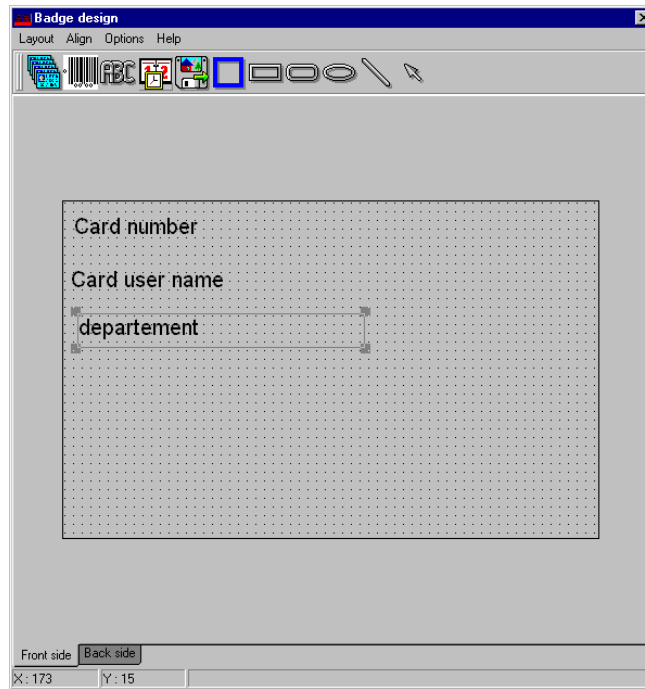 Badge design
Layout Align Options Help
ABC
Card number
Card user name
departement
Front side Back side
X : 173 Y : 15